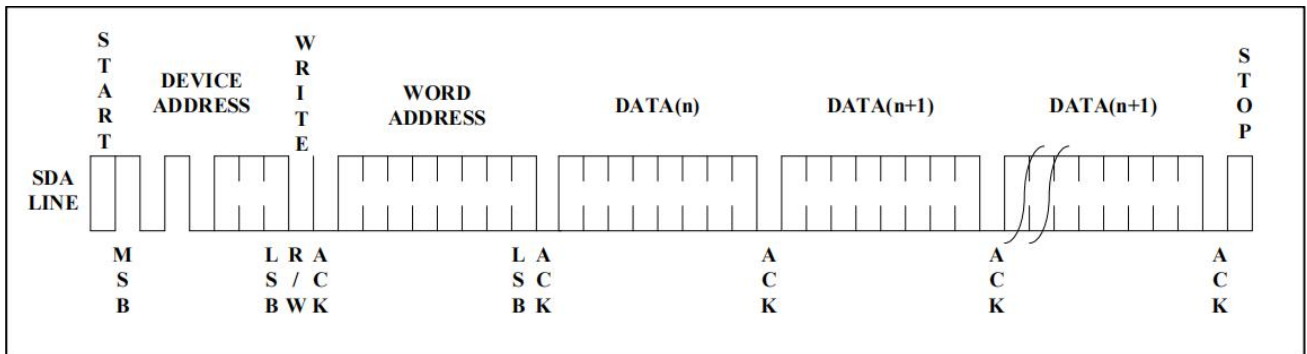 START
WRITE
STOP
DEVICE
ADDRESS
WORD
ADDRESS
DATA(n)
DATA(n+1)
DATA(n+1)
SDA
LINE
MSB
LSB
R/W
ACK
LSB
ACK
ACK
ACK
ACK